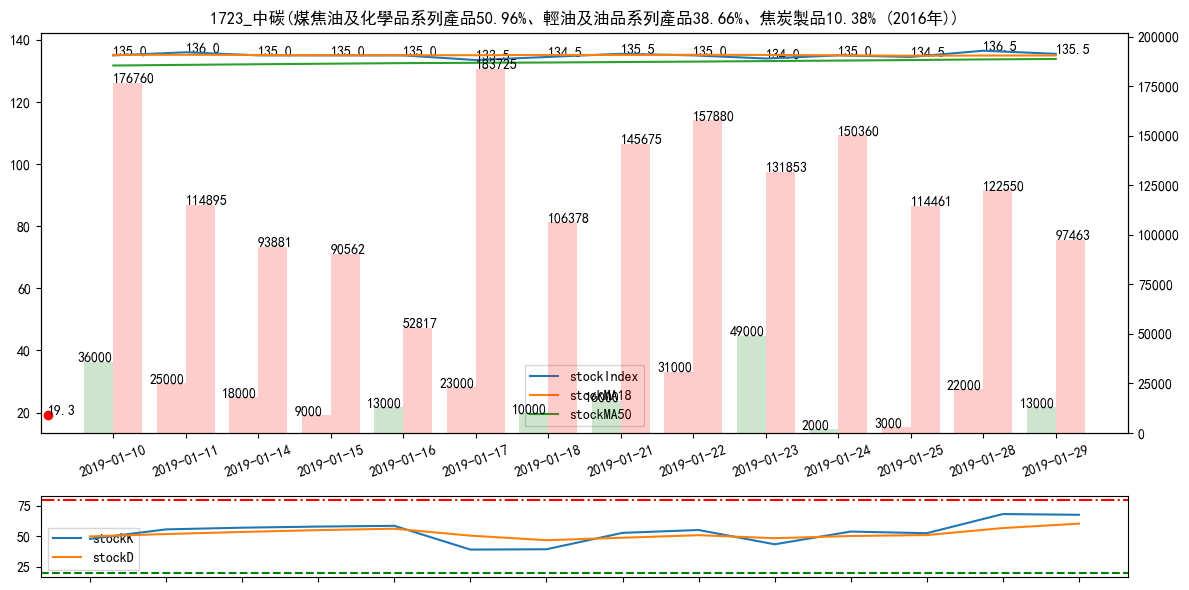 1723_中碳(煤焦油及化學品系列產品50.96%、輕油及油品系列產品38.66%、焦炭製品10.38% (2016年))
140 120 100 80 60 40 20
200000 175000 150000 125000 100000 75000 50000 25000 0
135.0 136.0 135.0 135.0 135.0 133.5 134.5 135.5 135.0 134.0 135.0 134.5 136.5 135.5
176760 114895 93881 90562 52817 183725 106378 145675 157880 131853 150360 114461 122550 97463
36000 25000 18000 9000 13000 23000 10000 16000 31000 49000 2000 3000 22000 13000
19.3
stockIndex
stockMA18
stockMA50
2019-01-10 2019-01-11 2019-01-14 2019-01-15 2019-01-16 2019-01-17 2019-01-18 2019-01-21 2019-01-22 2019-01-23 2019-01-24 2019-01-25 2019-01-28 2019-01-29
75 50 25
stockK
stockD